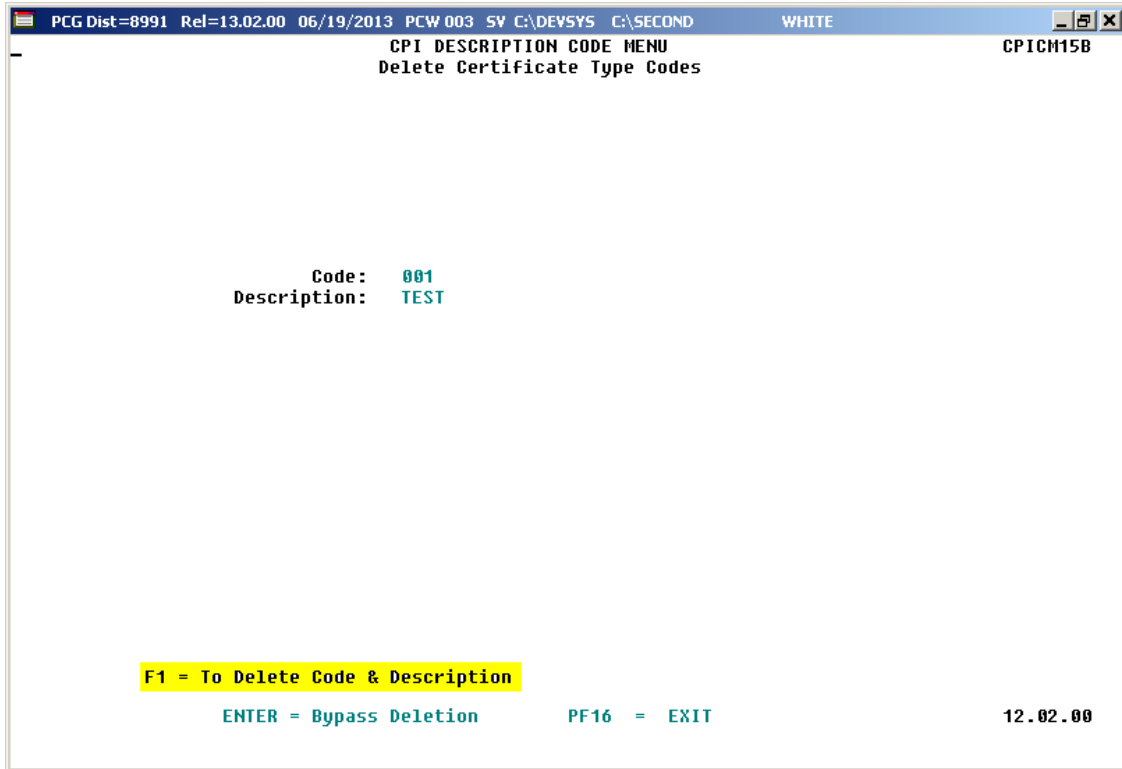 PCG Dist=8991 Rel=13.02.00 06/19/2013 PCW 003 SV C:\DEVSYS C:\SECOND WHITE
CPI DESCRIPTION CODE MENU CPICM15B
Delete Certificate Type Codes
Code: 001
Description: TEST
F1 = To Delete Code & Description
ENTER = Bypass Deletion PF16 = EXIT 12.02.00